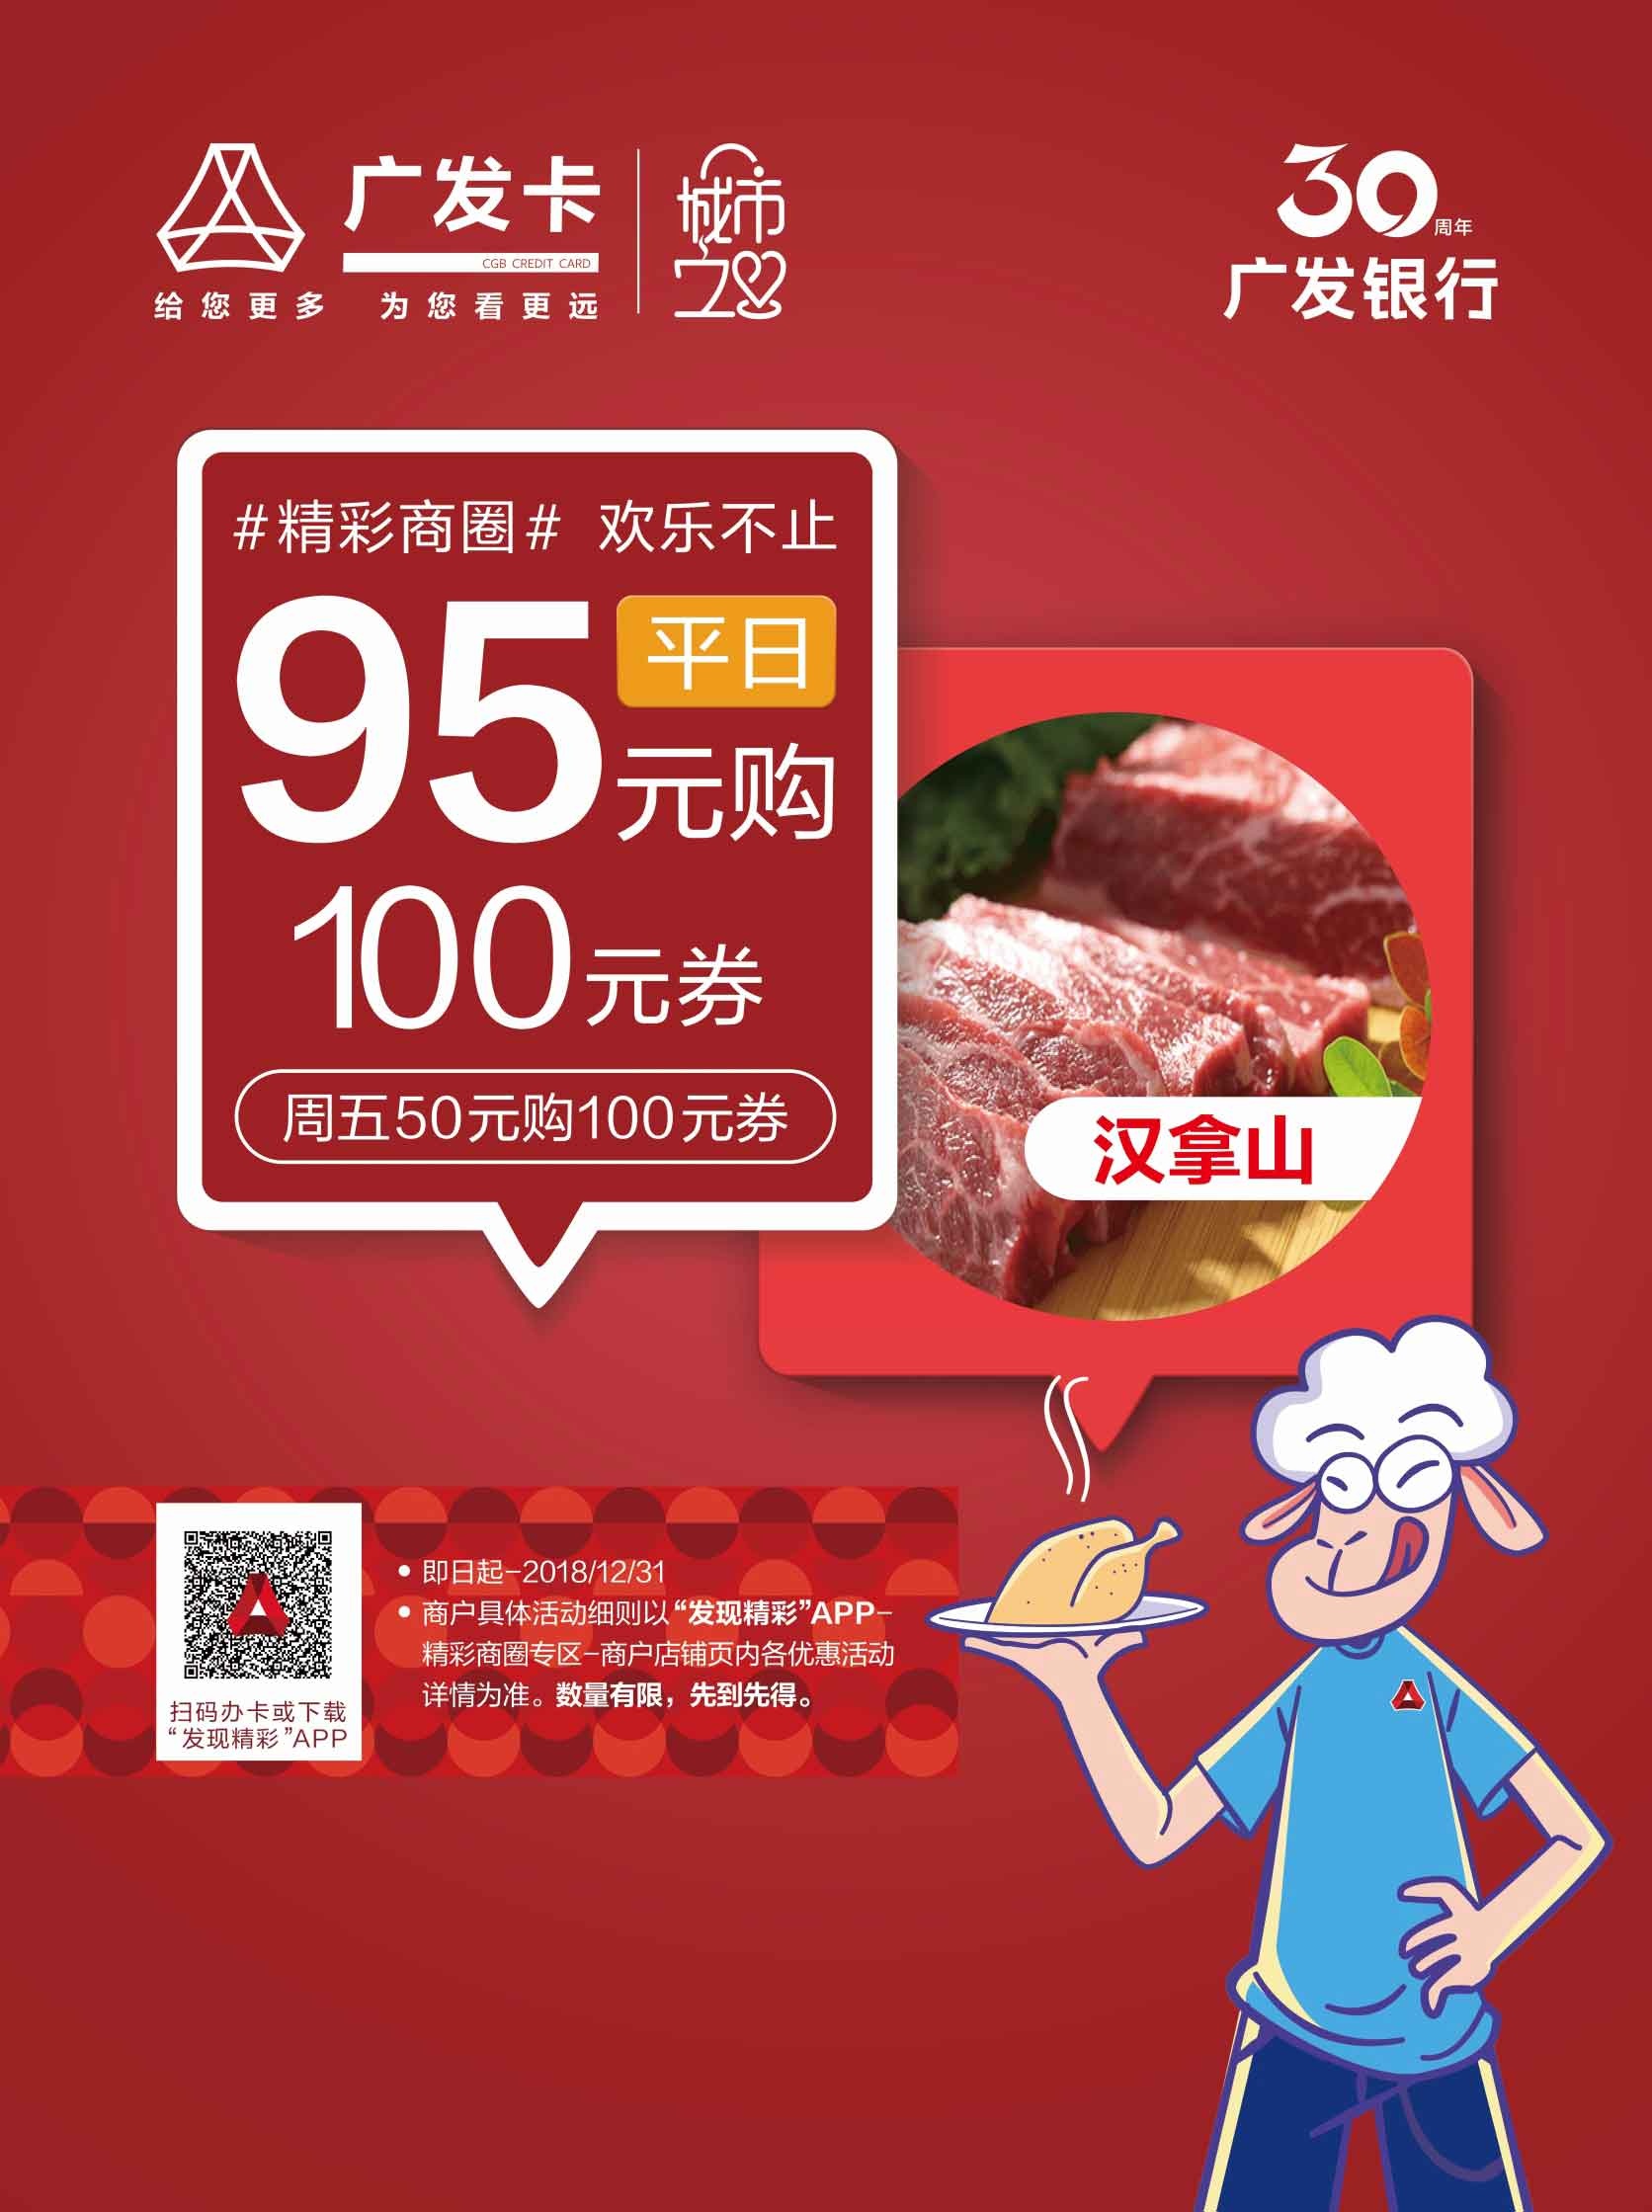 广发卡
CGB CREDIT CARD
给您更多 为您看更远
城市之心
30周年
广发银行
#精彩商圈# 欢乐不止
95元购
平日
100元券
周五50元购100元券
汉拿山
扫码办卡或下载
“发现精彩”APP
• 即日起-2018/12/31
• 商户具体活动细则以“发现精彩”APP-
精彩商圈专区-商户店铺页内各优惠活动
详情为准。数量有限，先到先得。